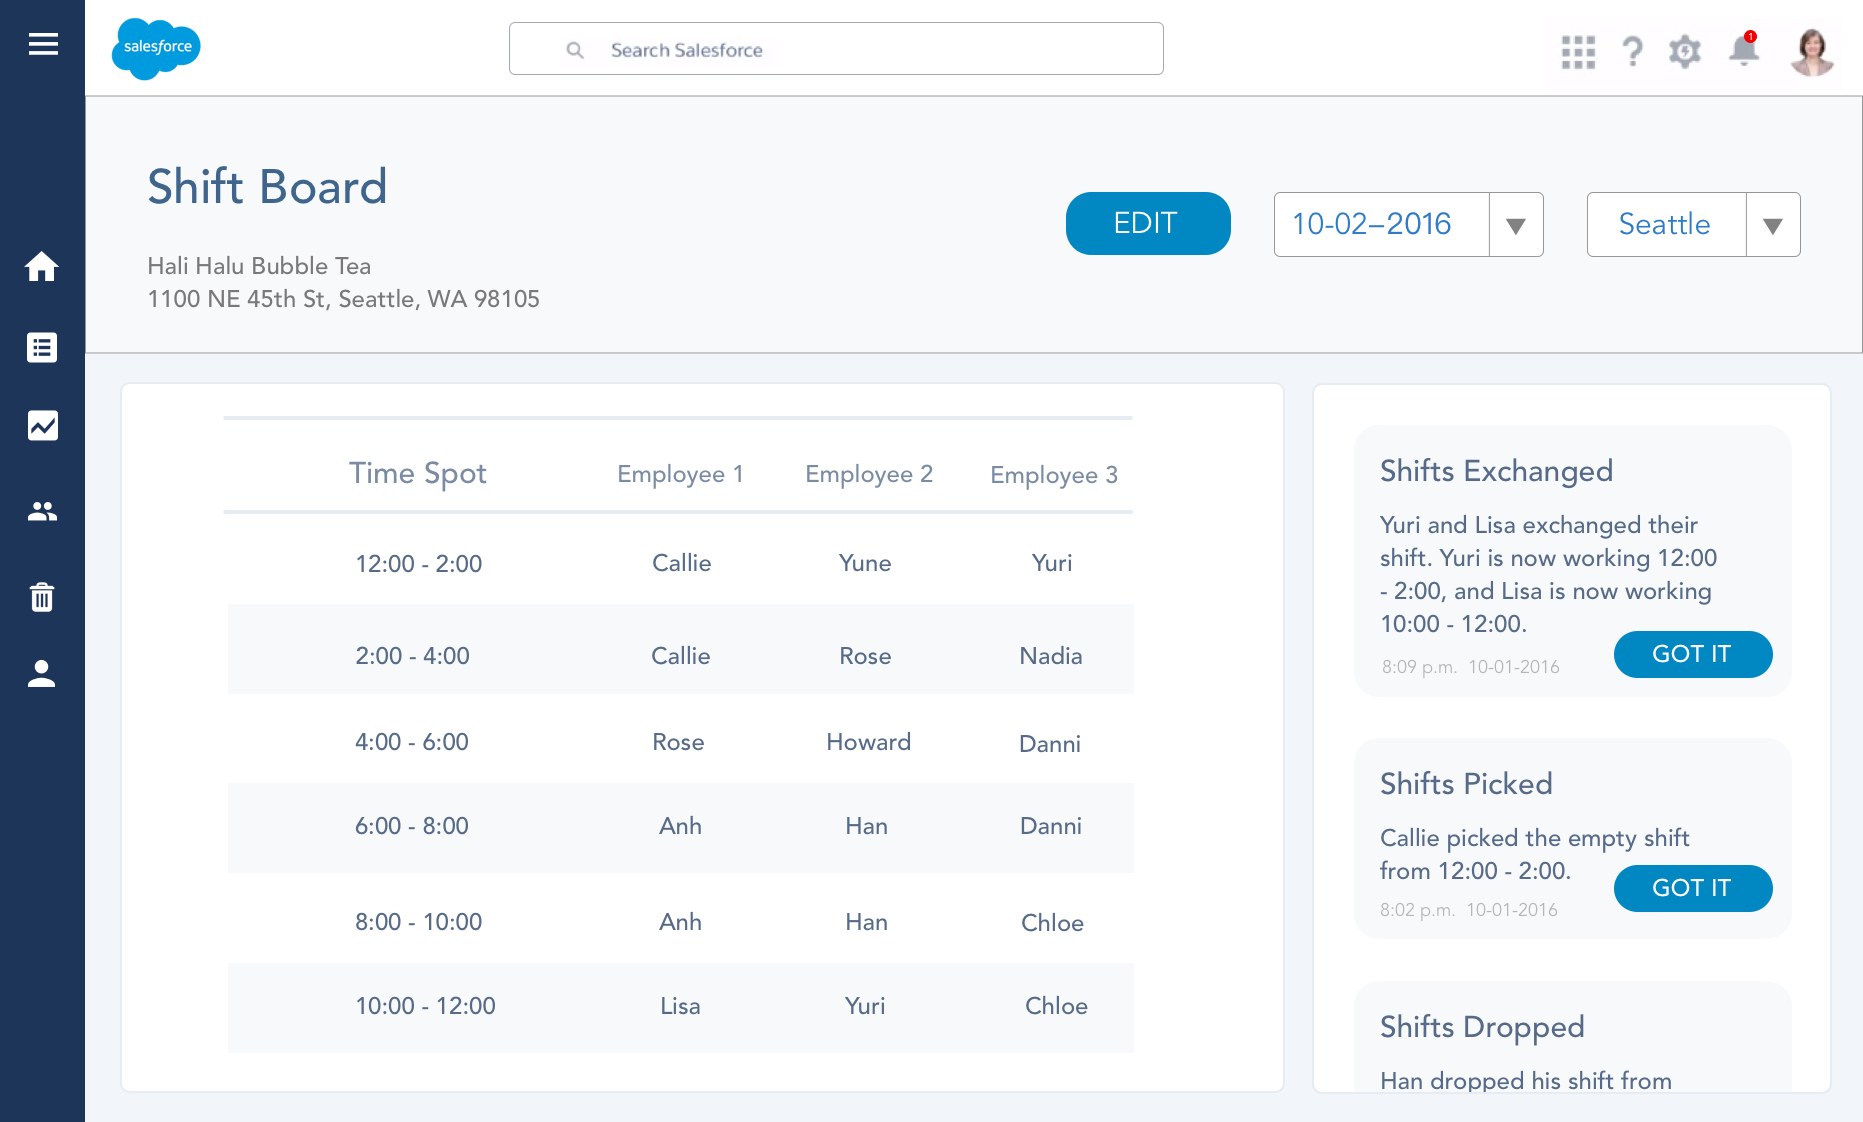 salesforce
Search Salesforce
1
Shift Board
EDIT
10-02–2016
Seattle
Hali Halu Bubble Tea
1100 NE 45th St, Seattle, WA 98105
Time Spot Employee 1 Employee 2 Employee 3
12:00 - 2:00 Callie Yune Yuri
2:00 - 4:00 Callie Rose Nadia
4:00 - 6:00 Rose Howard Danni
6:00 - 8:00 Anh Han Danni
8:00 - 10:00 Anh Han Chloe
10:00 - 12:00 Lisa Yuri Chloe
Shifts Exchanged
Yuri and Lisa exchanged their
shift. Yuri is now working 12:00
- 2:00, and Lisa is now working
10:00 - 12:00.
GOT IT
8:09 p.m. 10-01-2016
Shifts Picked
Callie picked the empty shift
from 12:00 - 2:00.
GOT IT
8:02 p.m. 10-01-2016
Shifts Dropped
Han dropped his shift from